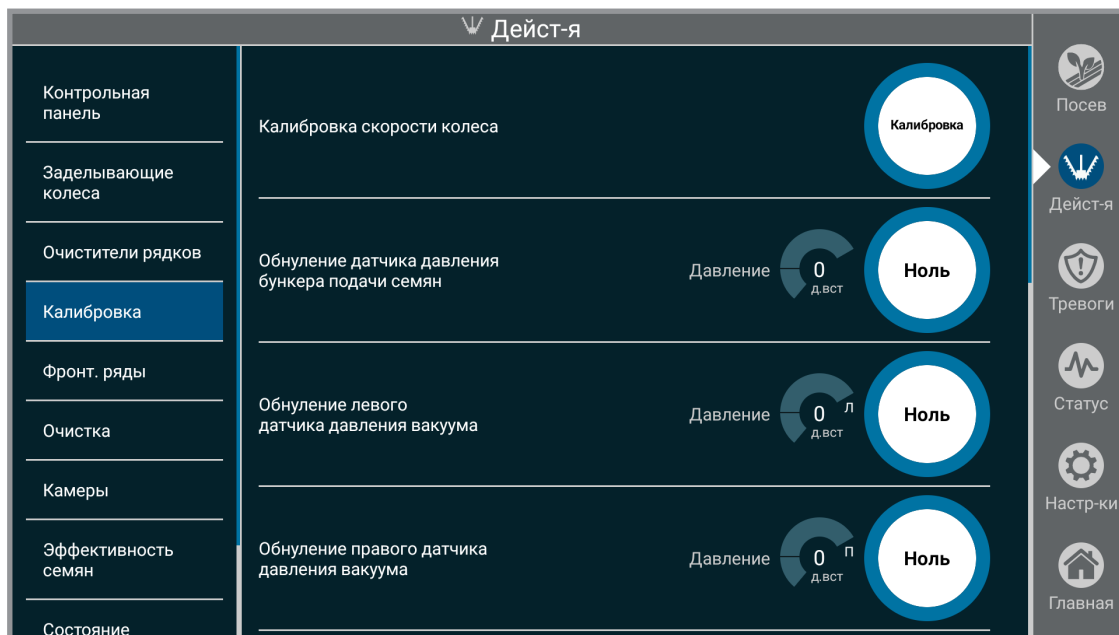 Дейст-я
Контрольная
панель
Заделывающие
колеса
Очистители рядков
Калибровка
Фронт. ряды
Очистка
Камеры
Эффективность
семян
Состояние
Калибровка скорости колеса
Калибровка
Обнуление датчика давления
бункера подачи семян
Давление
0
д.вст
Ноль
Обнуление левого
датчика давления вакуума
Давление
0 Л
д.вст
Ноль
Обнуление правого датчика
давления вакуума
Давление
0 П
д.вст
Ноль
Посев
Дейст-я
Тревоги
Статус
Настр-ки
Главная